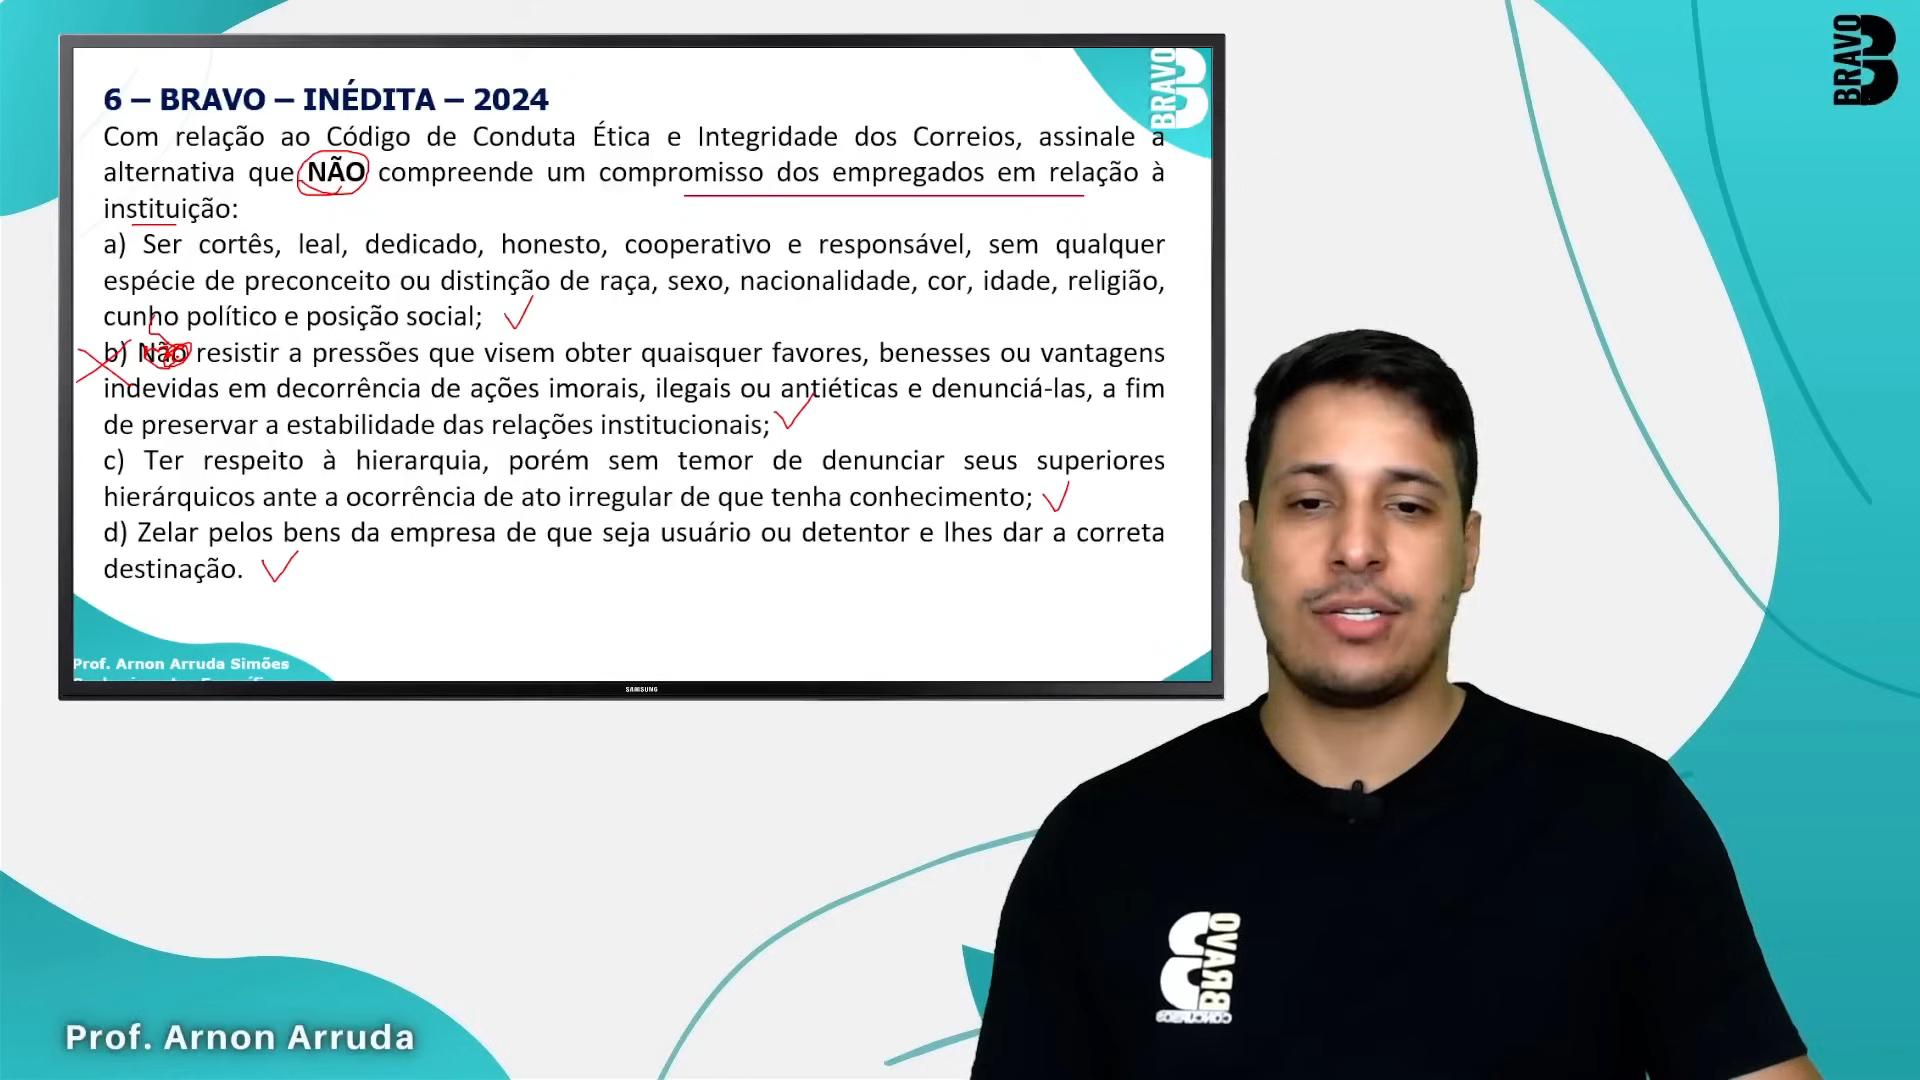 BRAVO
BRAVO
6 – BRAVO – INÉDITA – 2024
Com relação ao Código de Conduta Ética e Integridade dos Correios, assinale a
alternativa que NÃO compreende um compromisso dos empregados em relação à
instituição:
a) Ser cortês, leal, dedicado, honesto, cooperativo e responsável, sem qualquer
espécie de preconceito ou distinção de raça, sexo, nacionalidade, cor, idade, religião,
cunho político e posição social;
b) Não resistir a pressões que visem obter quaisquer favores, benesses ou vantagens
indevidas em decorrência de ações imorais, ilegais ou antiéticas e denunciá-las, a fim
de preservar a estabilidade das relações institucionais;
c) Ter respeito à hierarquia, porém sem temor de denunciar seus superiores
hierárquicos ante a ocorrência de ato irregular de que tenha conhecimento;
d) Zelar pelos bens da empresa de que seja usuário ou detentor e lhes dar a correta
destinação.
Prof. Arnon Arruda Simões
SAMSUNG
BRAVO
CONCURSOS
Prof. Arnon Arruda